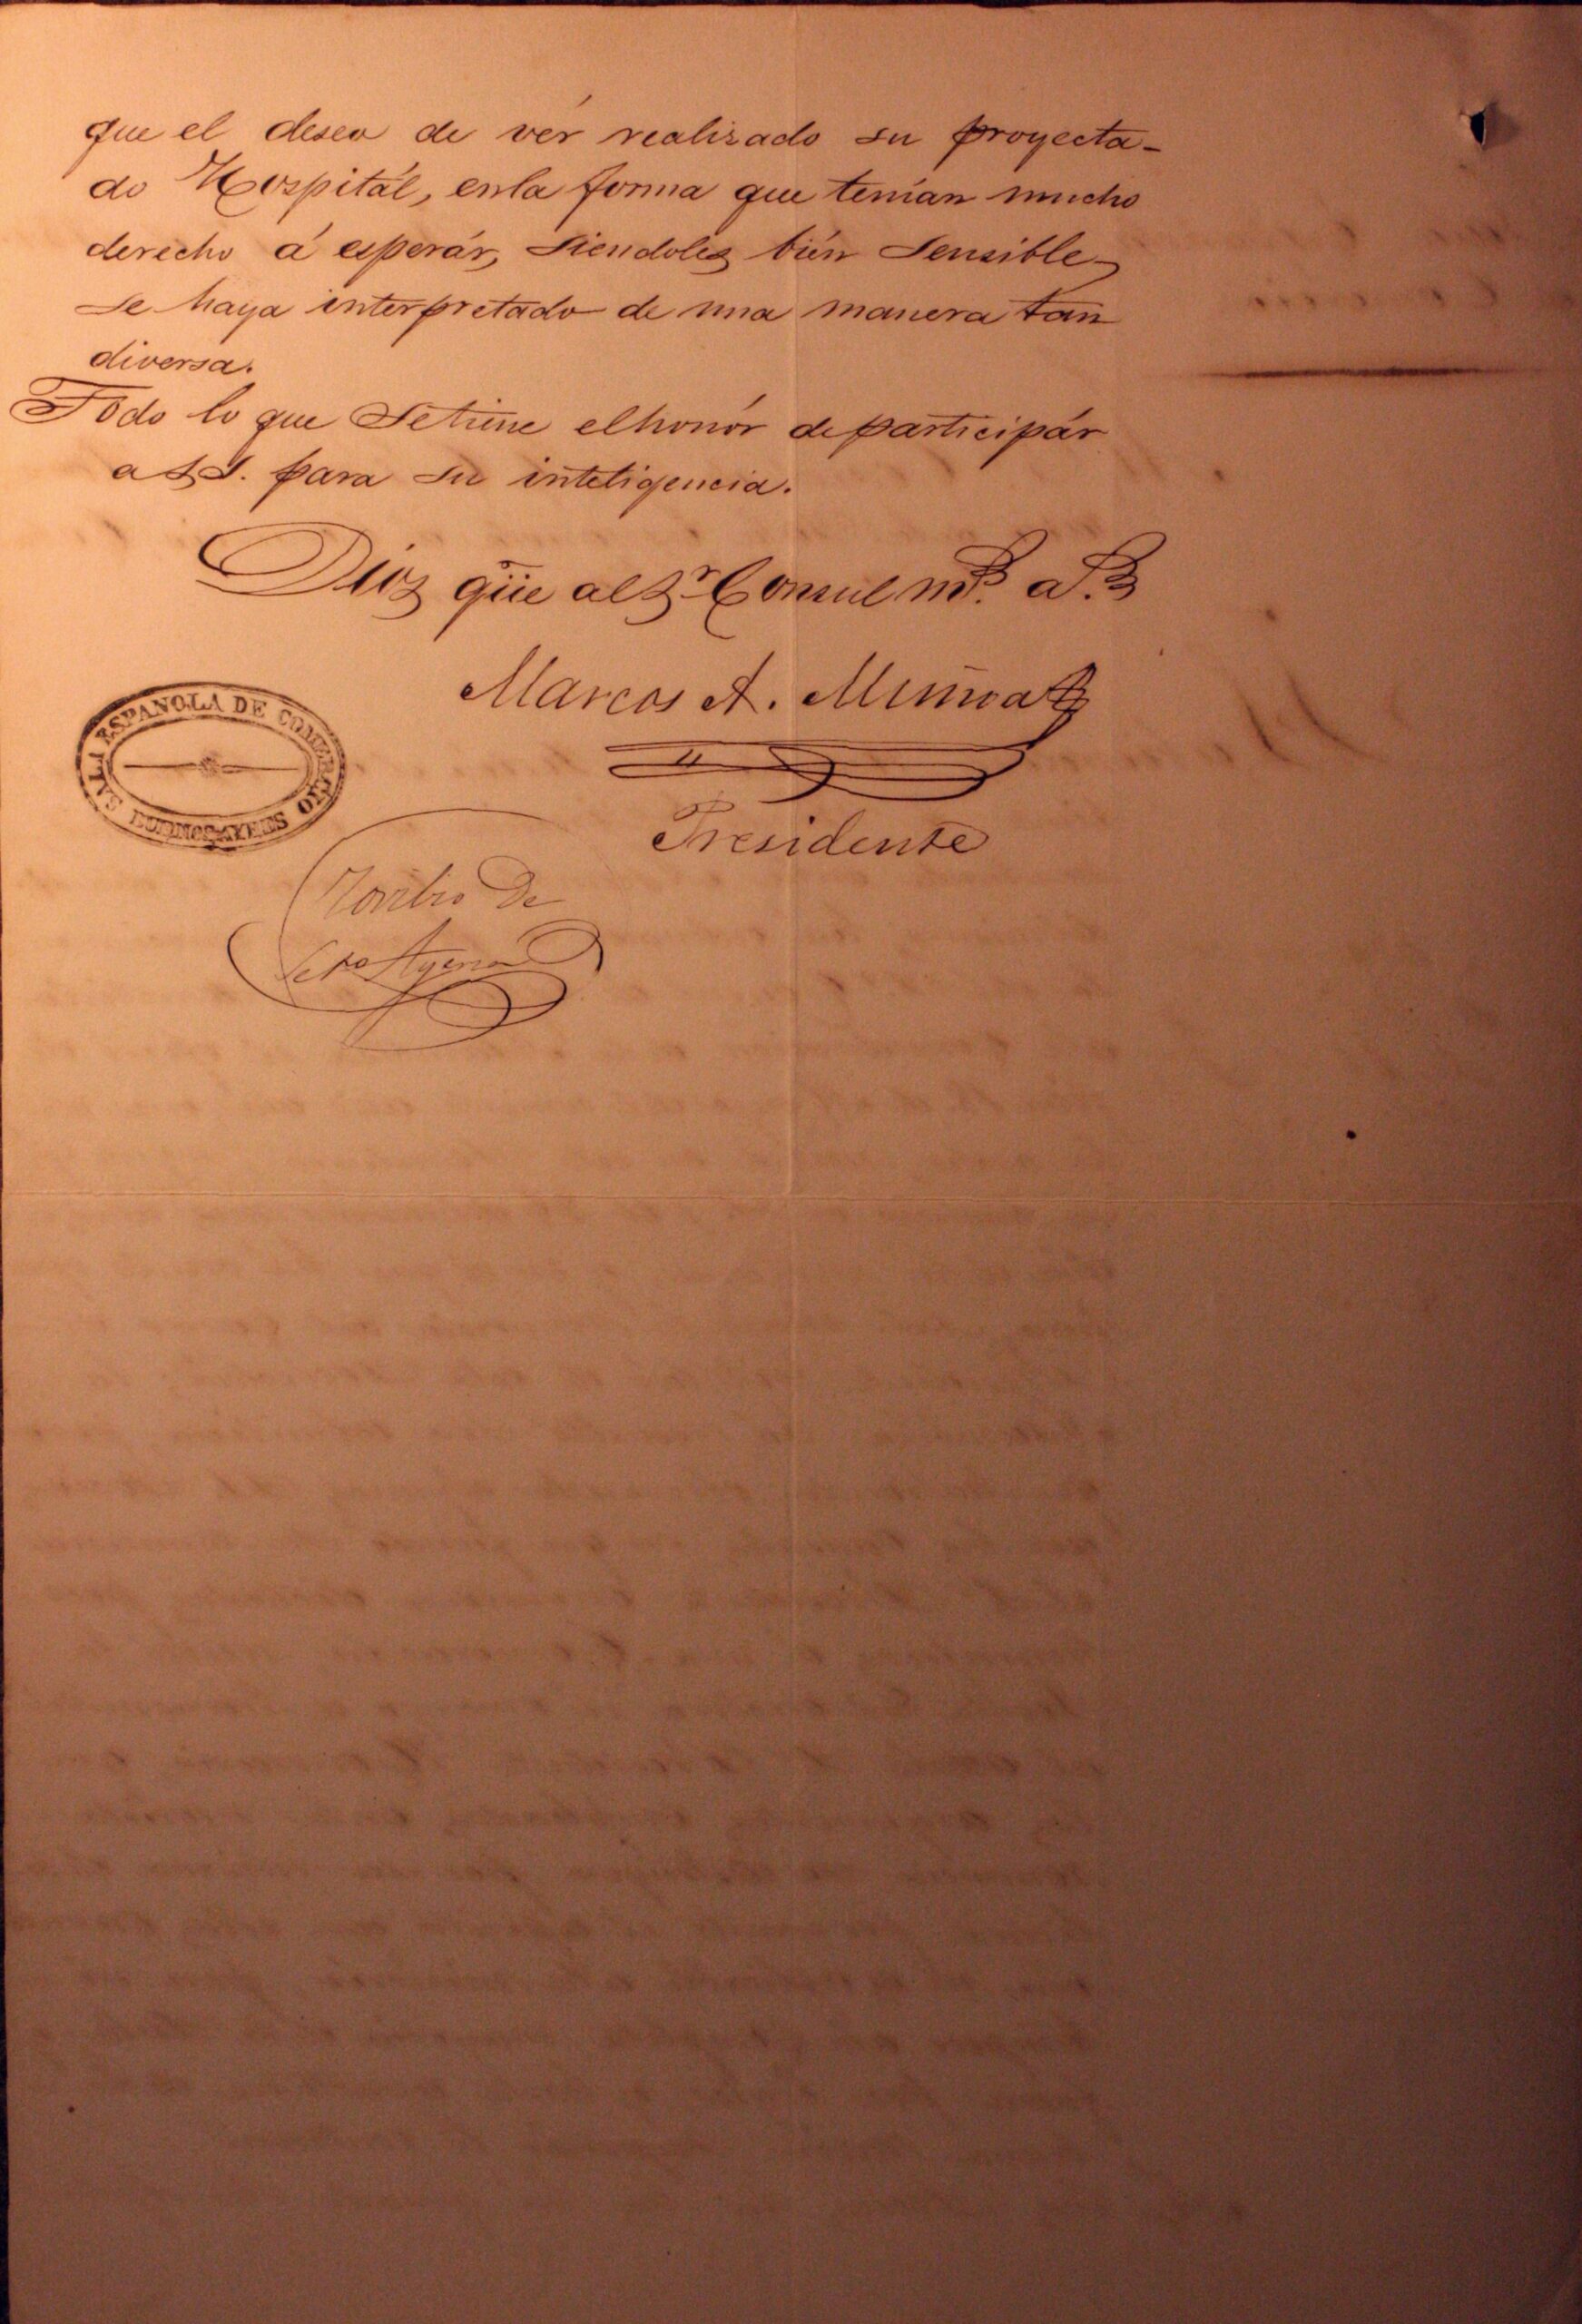 que el deseo de vér realizado su proyecta-
do Hospitál, en la forma que tenían mucho
derecho á esperár, siendoles bién sensible
se haya interpretado de una manera tan
diversa.
Todo lo que se tiene el honór de participár
a S.S. para su inteligencia.
Dios gũe al Sr. Consul ms. as.
Marcos A. Muñoa
Presidente
SALA ESPAÑOLA DE COMERCIO
BUENOS-AYRES
Toribio De
Ayerza